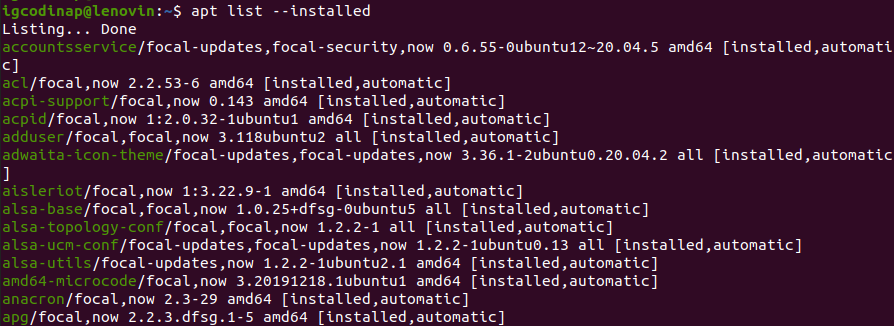 igcodinap@lenovin:~$ apt list --installed
Listing... Done
accountsservice/focal-updates,focal-security,now 0.6.55-0ubuntu12~20.04.5 amd64 [installed,automati
c]
acl/focal,now 2.2.53-6 amd64 [installed,automatic]
acpi-support/focal,now 0.143 amd64 [installed,automatic]
acpid/focal,now 1:2.0.32-1ubuntu1 amd64 [installed,automatic]
adduser/focal,focal,now 3.118ubuntu2 all [installed,automatic]
adwaita-icon-theme/focal-updates,focal-updates,now 3.36.1-2ubuntu0.20.04.2 all [installed,automatic
]
aisleriot/focal,now 1:3.22.9-1 amd64 [installed,automatic]
alsa-base/focal,focal,now 1.0.25+dfsg-0ubuntu5 all [installed,automatic]
alsa-topology-conf/focal,focal,now 1.2.2-1 all [installed,automatic]
alsa-ucm-conf/focal-updates,focal-updates,now 1.2.2-1ubuntu0.13 all [installed,automatic]
alsa-utils/focal-updates,now 1.2.2-1ubuntu2.1 amd64 [installed,automatic]
amd64-microcode/focal,now 3.20191218.1ubuntu1 amd64 [installed,automatic]
anacron/focal,now 2.3-29 amd64 [installed,automatic]
apg/focal,now 2.2.3.dfsg.1-5 amd64 [installed,automatic]